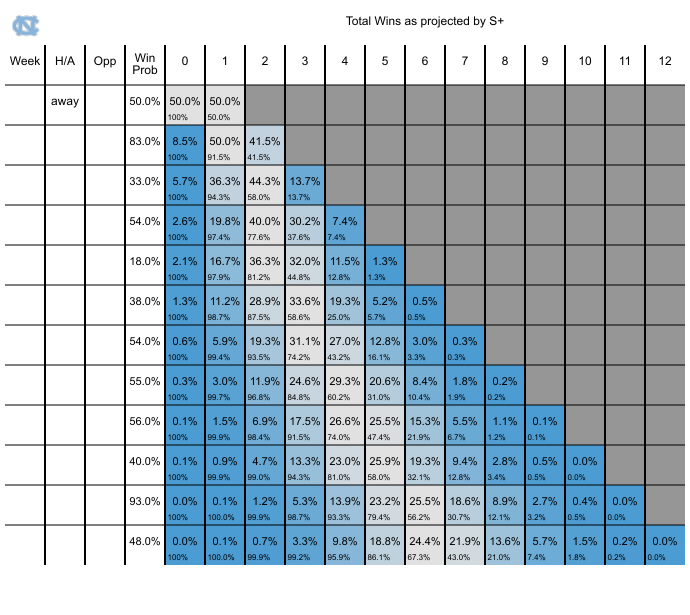 NC
Total Wins as projected by S+
Week H/A Opp Win Prob 0 1 2 3 4 5 6 7 8 9 10 11 12
away 50.0% 50.0% 50.0%
100% 50.0%
83.0% 8.5% 50.0% 41.5%
100% 91.5% 41.5%
33.0% 5.7% 36.3% 44.3% 13.7%
100% 94.3% 58.0% 13.7%
54.0% 2.6% 19.8% 40.0% 30.2% 7.4%
100% 97.4% 77.6% 37.6% 7.4%
18.0% 2.1% 16.7% 36.3% 32.0% 11.5% 1.3%
100% 97.9% 81.2% 44.8% 12.8% 1.3%
38.0% 1.3% 11.2% 28.9% 33.6% 19.3% 5.2% 0.5%
100% 98.7% 87.5% 58.6% 25.0% 5.7% 0.5%
54.0% 0.6% 5.9% 19.3% 31.1% 27.0% 12.8% 3.0% 0.3%
100% 99.4% 93.5% 74.2% 43.2% 16.1% 3.3% 0.3%
55.0% 0.3% 3.0% 11.9% 24.6% 29.3% 20.6% 8.4% 1.8% 0.2%
100% 99.7% 96.8% 84.8% 60.2% 31.0% 10.4% 1.9% 0.2%
56.0% 0.1% 1.5% 6.9% 17.5% 26.6% 25.5% 15.3% 5.5% 1.1% 0.1%
100% 99.9% 98.4% 91.5% 74.0% 47.4% 21.9% 6.7% 1.2% 0.1%
40.0% 0.1% 0.9% 4.7% 13.3% 23.0% 25.9% 19.3% 9.4% 2.8% 0.5% 0.0%
100% 99.9% 99.0% 94.3% 81.0% 58.0% 32.1% 12.8% 3.4% 0.5% 0.0%
93.0% 0.0% 0.1% 1.2% 5.3% 13.9% 23.2% 25.5% 18.6% 8.9% 2.7% 0.4% 0.0%
100% 100.0% 99.9% 98.7% 93.3% 79.4% 56.2% 30.7% 12.1% 3.2% 0.5% 0.0%
48.0% 0.0% 0.1% 0.7% 3.3% 9.8% 18.8% 24.4% 21.9% 13.6% 5.7% 1.5% 0.2% 0.0%
100% 100.0% 99.9% 99.2% 95.9% 86.1% 67.3% 43.0% 21.0% 7.4% 1.8% 0.2% 0.0%